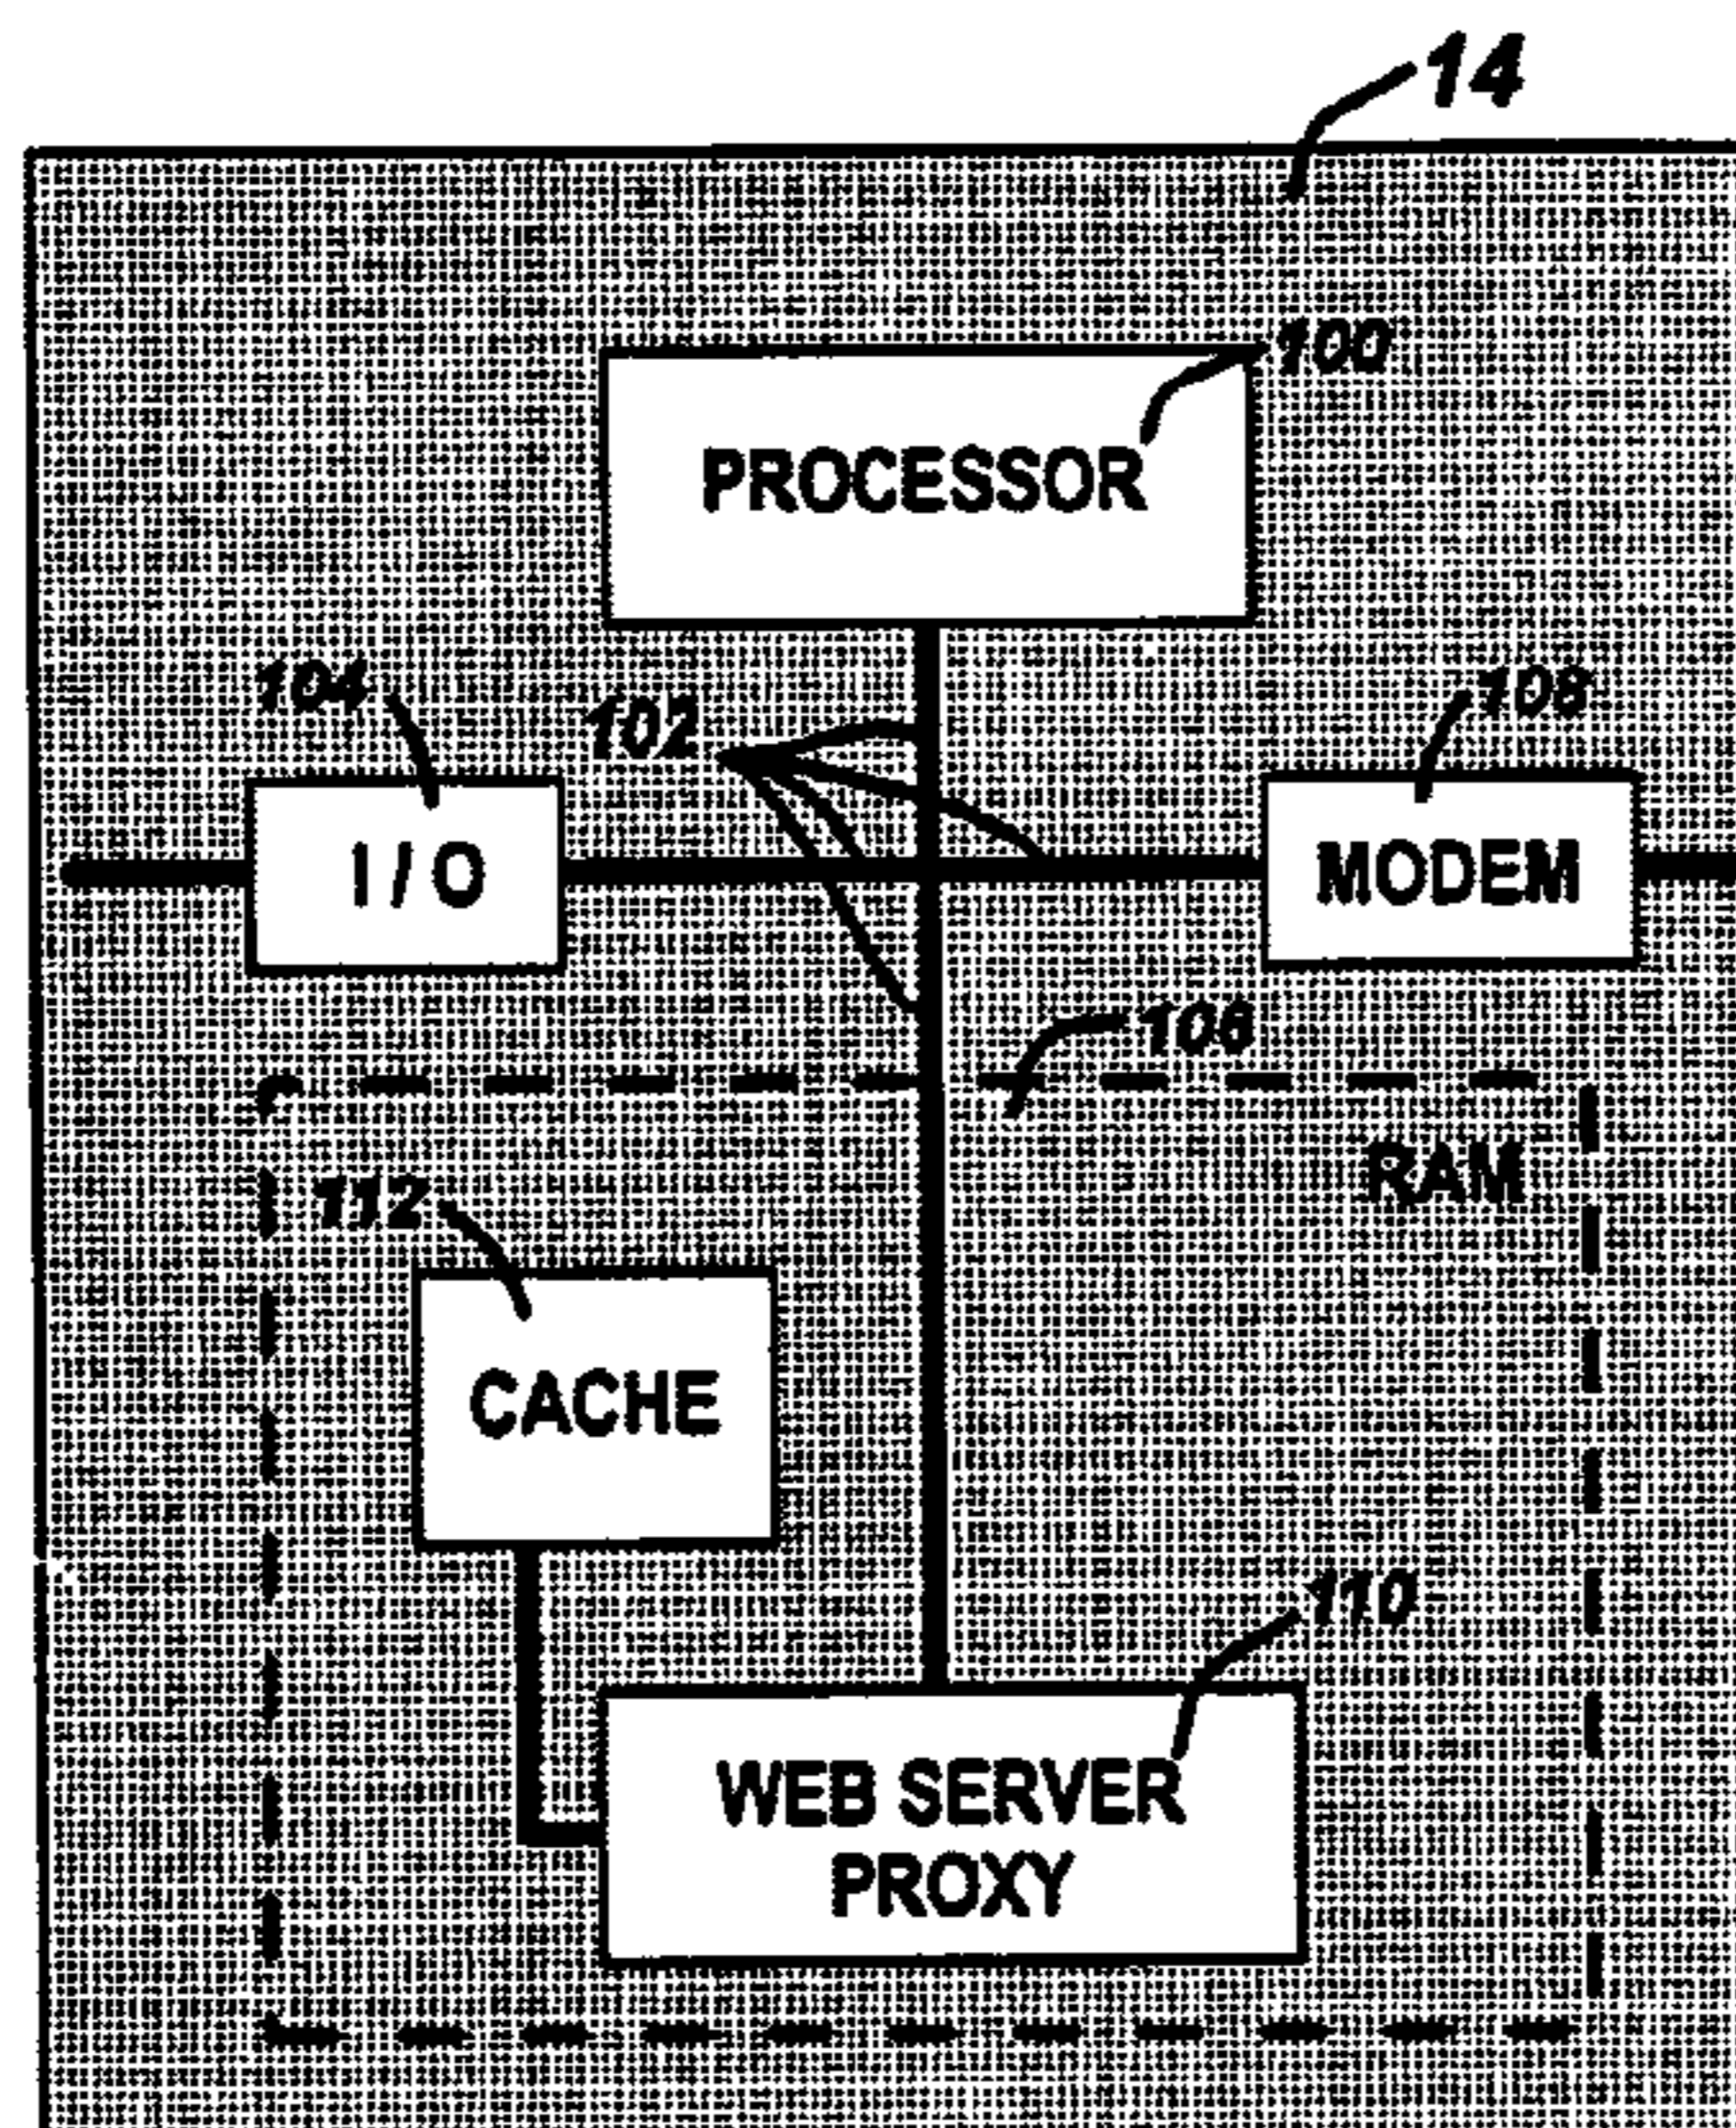 14
100
PROCESSOR
104
102
108
I / O
MODEM
106
RAM
112
CACHE
110
WEB SERVER
PROXY